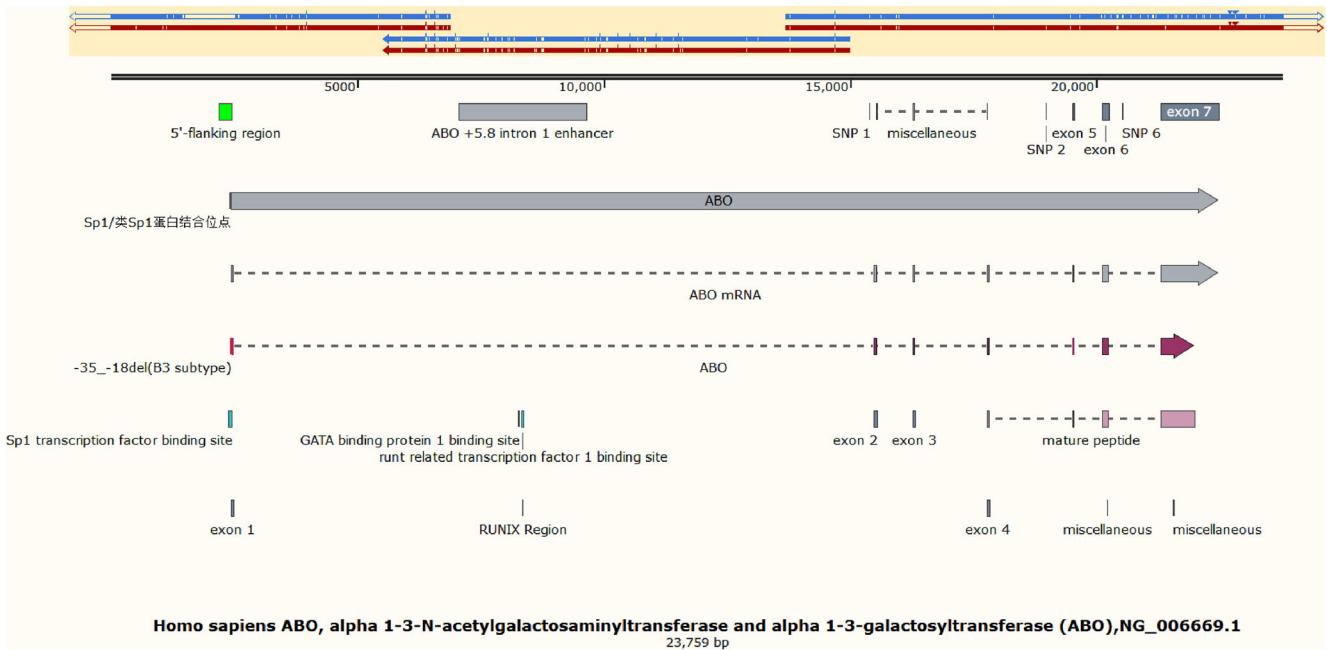 5000 10,000 15,000 20,000
exon 7
5'-flanking region ABO +5.8 intron 1 enhancer SNP 1 miscellaneous exon 5 SNP 6
SNP 2 exon 6
ABO
Sp1/类Sp1蛋白结合位点
ABO mRNA
-35_-18del(B3 subtype) ABO
Sp1 transcription factor binding site GATA binding protein 1 binding site exon 2 exon 3 mature peptide
runt related transcription factor 1 binding site
exon 1 RUNIX Region exon 4 miscellaneous miscellaneous
Homo sapiens ABO, alpha 1-3-N-acetylgalactosaminyltransferase and alpha 1-3-galactosyltransferase (ABO),NG_006669.1
23,759 bp